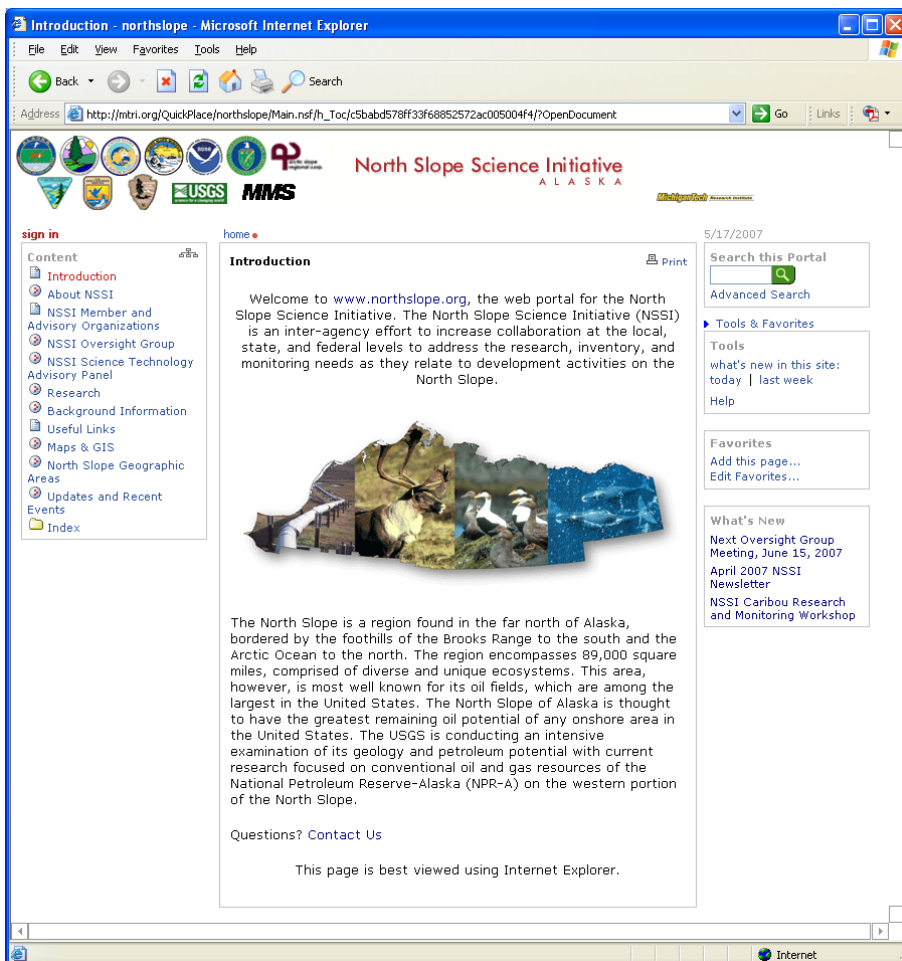 Introduction - northslope - Microsoft Internet Explorer
File Edit View Favorites Tools Help
Back Search
Address http://mtri.org/QuickPlace/northslope/Main.nsf/h_Toc/c5babd578ff33f68852572ac005004f4/?OpenDocument Go Links
North Slope Science Initiative
ALASKA
USGS
science for a changing world
MMS
MichiganTech Research Institute
sign in
home
5/17/2007
Content
Introduction
About NSSI
NSSI Member and
Advisory Organizations
NSSI Oversight Group
NSSI Science Technology
Advisory Panel
Research
Background Information
Useful Links
Maps & GIS
North Slope Geographic
Areas
Updates and Recent
Events
Index
Introduction
Print
Welcome to www.northslope.org, the web portal for the North
Slope Science Initiative. The North Slope Science Initiative (NSSI)
is an inter-agency effort to increase collaboration at the local,
state, and federal levels to address the research, inventory, and
monitoring needs as they relate to development activities on the
North Slope.
The North Slope is a region found in the far north of Alaska,
bordered by the foothills of the Brooks Range to the south and the
Arctic Ocean to the north. The region encompasses 89,000 square
miles, comprised of diverse and unique ecosystems. This area,
however, is most well known for its oil fields, which are among the
largest in the United States. The North Slope of Alaska is thought
to have the greatest remaining oil potential of any onshore area in
the United States. The USGS is conducting an intensive
examination of its geology and petroleum potential with current
research focused on conventional oil and gas resources of the
National Petroleum Reserve-Alaska (NPR-A) on the western portion
of the North Slope.
Questions? Contact Us
This page is best viewed using Internet Explorer.
Search this Portal
Advanced Search
Tools & Favorites
Tools
what's new in this site:
today | last week
Help
Favorites
Add this page...
Edit Favorites...
What's New
Next Oversight Group
Meeting, June 15, 2007
April 2007 NSSI
Newsletter
NSSI Caribou Research
and Monitoring Workshop
Internet